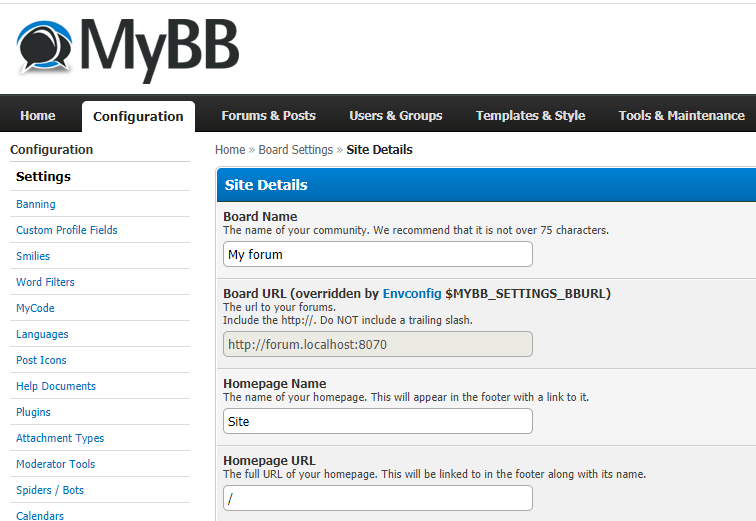 MyBB
Home Configuration Forums & Posts Users & Groups Templates & Style Tools & Maintenance
Configuration
Settings
Banning
Custom Profile Fields
Smilies
Word Filters
MyCode
Languages
Post Icons
Help Documents
Plugins
Attachment Types
Moderator Tools
Spiders / Bots
Calendars
Home » Board Settings » Site Details
Site Details
Board Name
The name of your community. We recommend that it is not over 75 characters.
My forum
Board URL (overridden by Envconfig $MYBB_SETTINGS_BBURL)
The url to your forums.
Include the http://. Do NOT include a trailing slash.
http://forum.localhost:8070
Homepage Name
The name of your homepage. This will appear in the footer with a link to it.
Site
Homepage URL
The full URL of your homepage. This will be linked to in the footer along with its name.
/